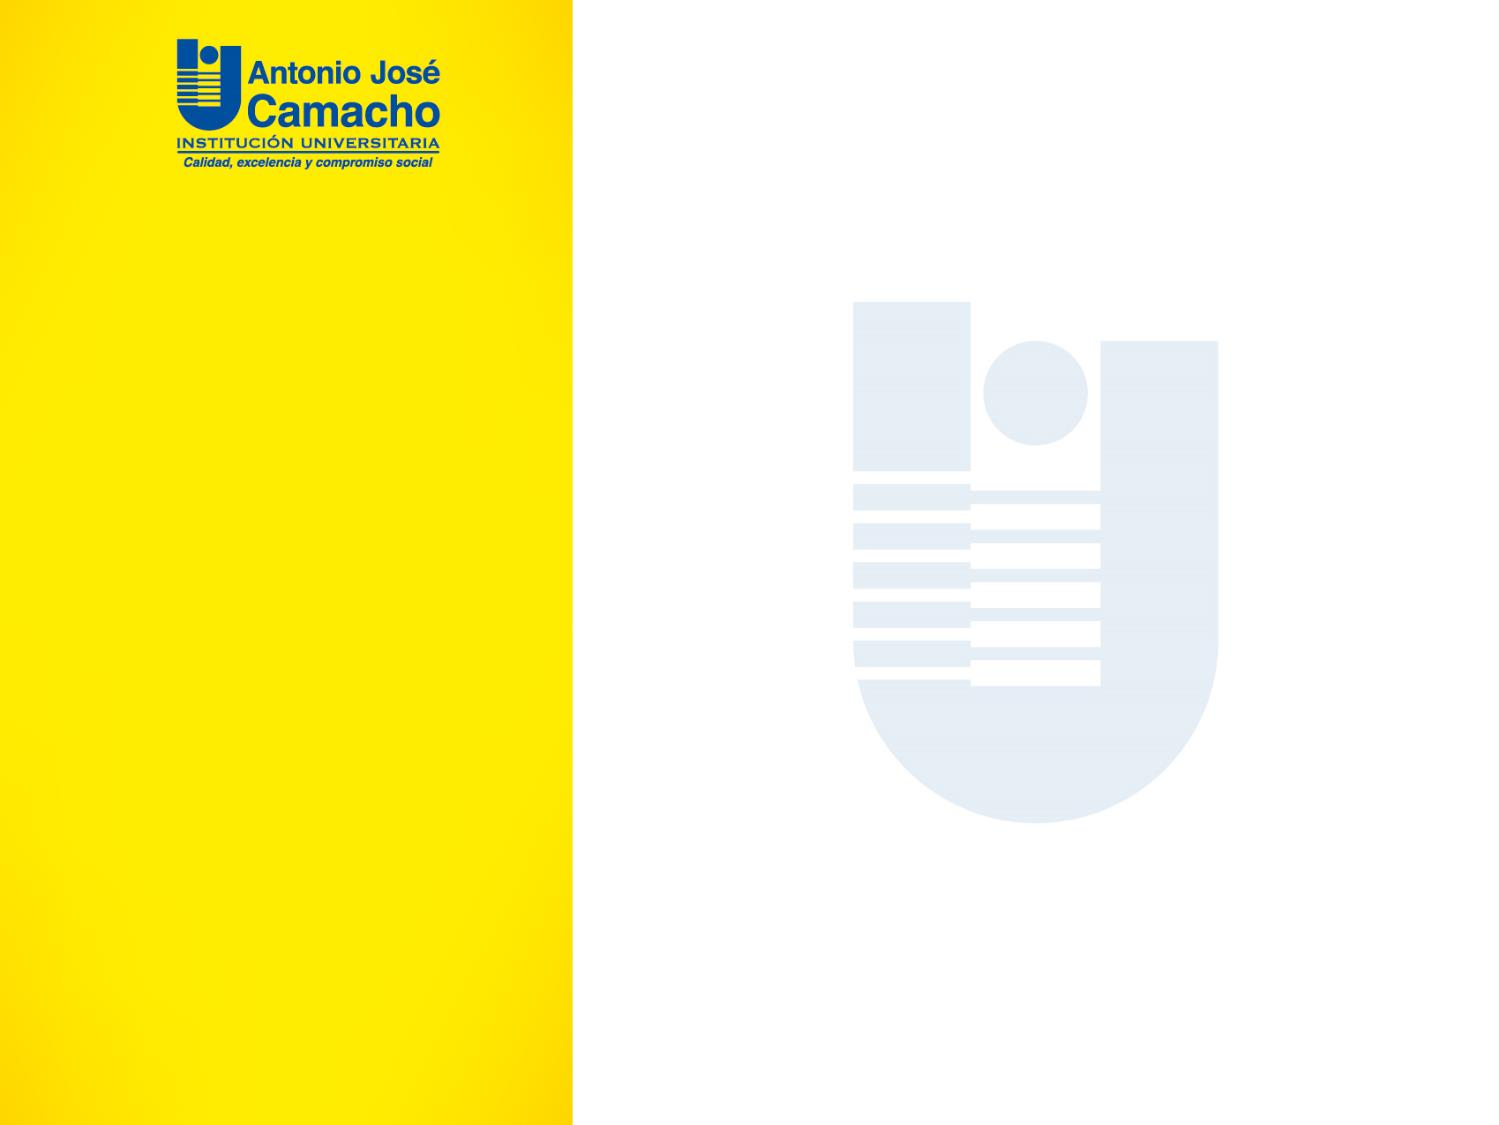 Antonio José
Camacho
INSTITUCIÓN UNIVERSITARIA
Calidad, excelencia y compromiso social